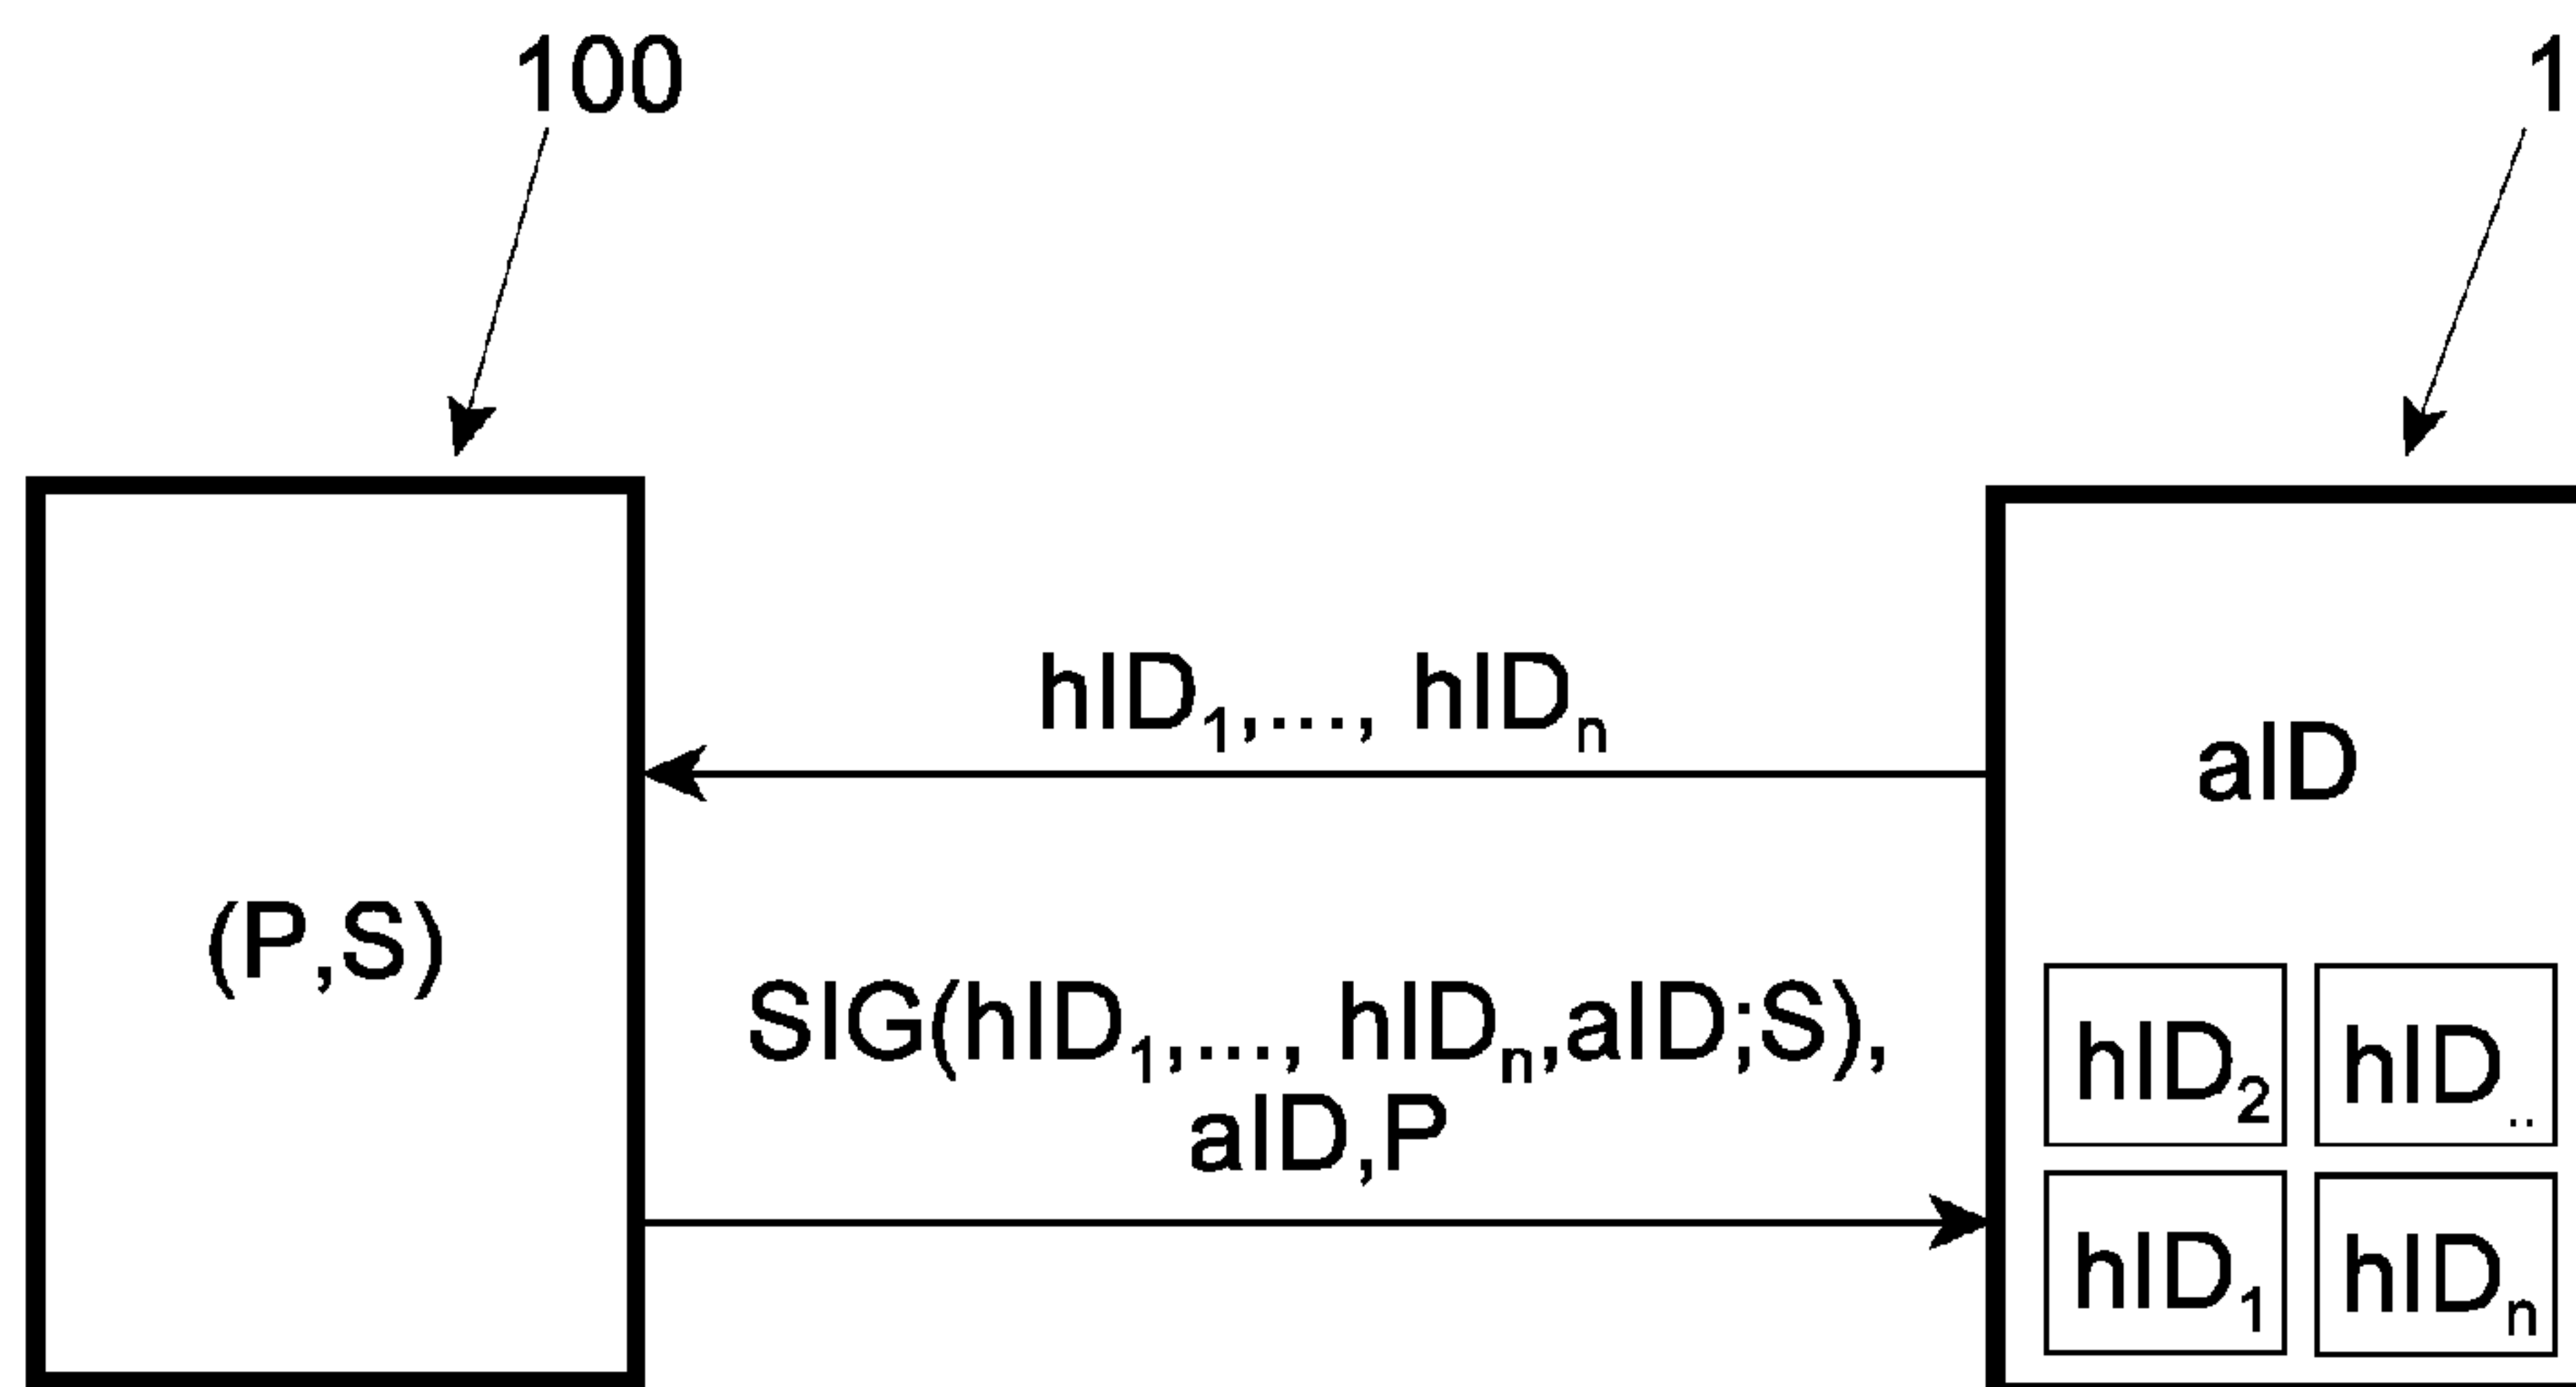 100
1
hID₁,..., hIDₙ
aID
(P,S)
SIG(hID₁,..., hIDₙ,aID;S),
aID,P
hID₂ hID..
hID₁ hIDₙ